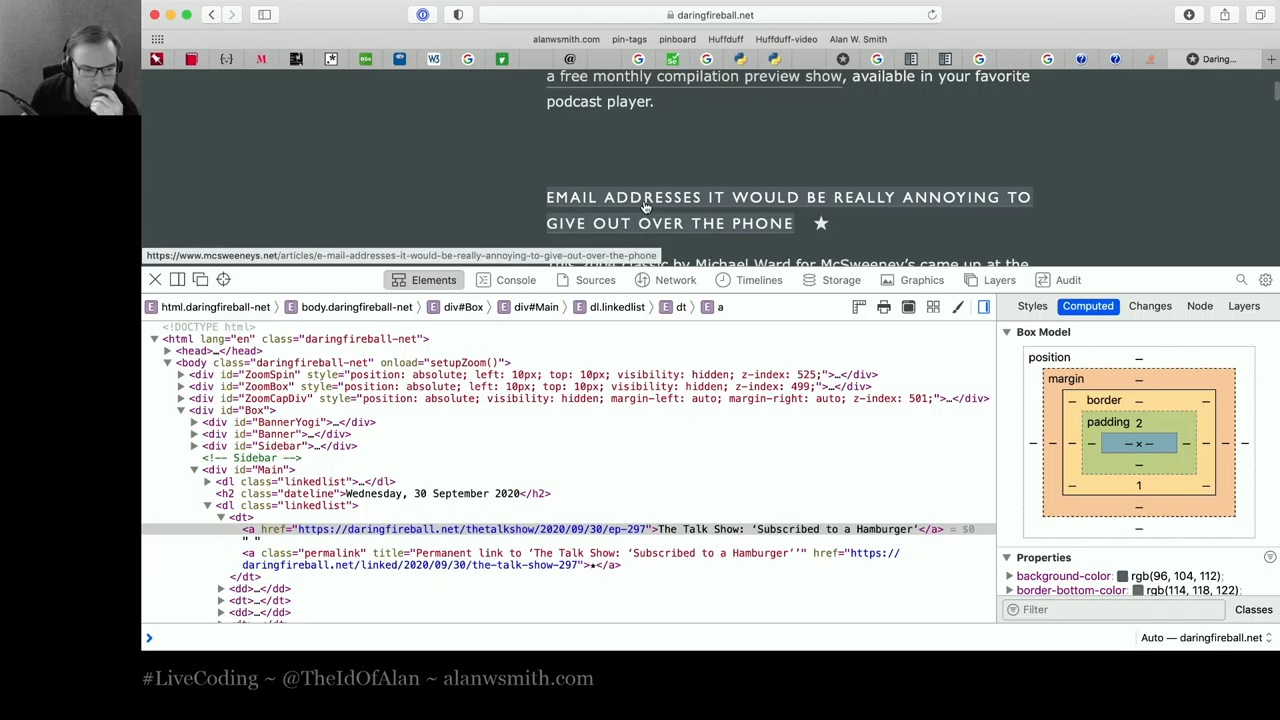 daringfireball.net
alanwsmith.com pin-tags pinboard Huffduff Huffduff-video Alan W. Smith
Daring...
a free monthly compilation preview show, available in your favorite
podcast player.
EMAIL ADDRESSES IT WOULD BE REALLY ANNOYING TO
GIVE OUT OVER THE PHONE ★
This 2004 classic by Michael Ward for McSweeney's came up at the
https://www.mcsweeneys.net/articles/e-mail-addresses-it-would-be-really-annoying-to-give-out-over-the-phone
Elements Console Sources Network Timelines Storage Graphics Layers Audit
E html.daringfireball-net E body.daringfireball-net E div#Box E div#Main E dl.linkedlist E dt E a
Styles Computed Changes Node Layers
<!DOCTYPE html>
<html lang="en" class="daringfireball-net">
<head>…</head>
<body class="daringfireball-net" onload="setupZoom()">
<div id="ZoomSpin" style="position: absolute; left: 10px; top: 10px; visibility: hidden; z-index: 525;">…</div>
<div id="ZoomBox" style="position: absolute; left: 10px; top: 10px; visibility: hidden; z-index: 499;">…</div>
<div id="ZoomCapDiv" style="position: absolute; visibility: hidden; margin-left: auto; margin-right: auto; z-index: 501;">…</div>
<div id="Box">
<div id="BannerYogi">…</div>
<div id="Banner">…</div>
<div id="Sidebar">…</div>
<!-- Sidebar -->
<div id="Main">
<dl class="linkedlist">…</dl>
<h2 class="dateline">Wednesday, 30 September 2020</h2>
<dl class="linkedlist">
<dt>
<a href="https://daringfireball.net/thetalkshow/2020/09/30/ep-297">The Talk Show: ‘Subscribed to a Hamburger’</a> = $0
" "
<a class="permalink" title="Permanent link to ‘The Talk Show: ‘Subscribed to a Hamburger’’" href="https://
daringfireball.net/linked/2020/09/30/the-talk-show-297">★</a>
</dt>
<dd>…</dd>
<dt>…</dt>
<dd>…</dd>
Box Model
position –
margin –
– border – –
padding 2
– – – – × – – – –
–
– 1 –
–
–
Properties
background-color: rgb(96, 104, 112);
border-bottom-color: rgb(114, 118, 122);
Filter Classes
Auto — daringfireball.net
#LiveCoding ~ @TheIdOfAlan ~ alanwsmith.com